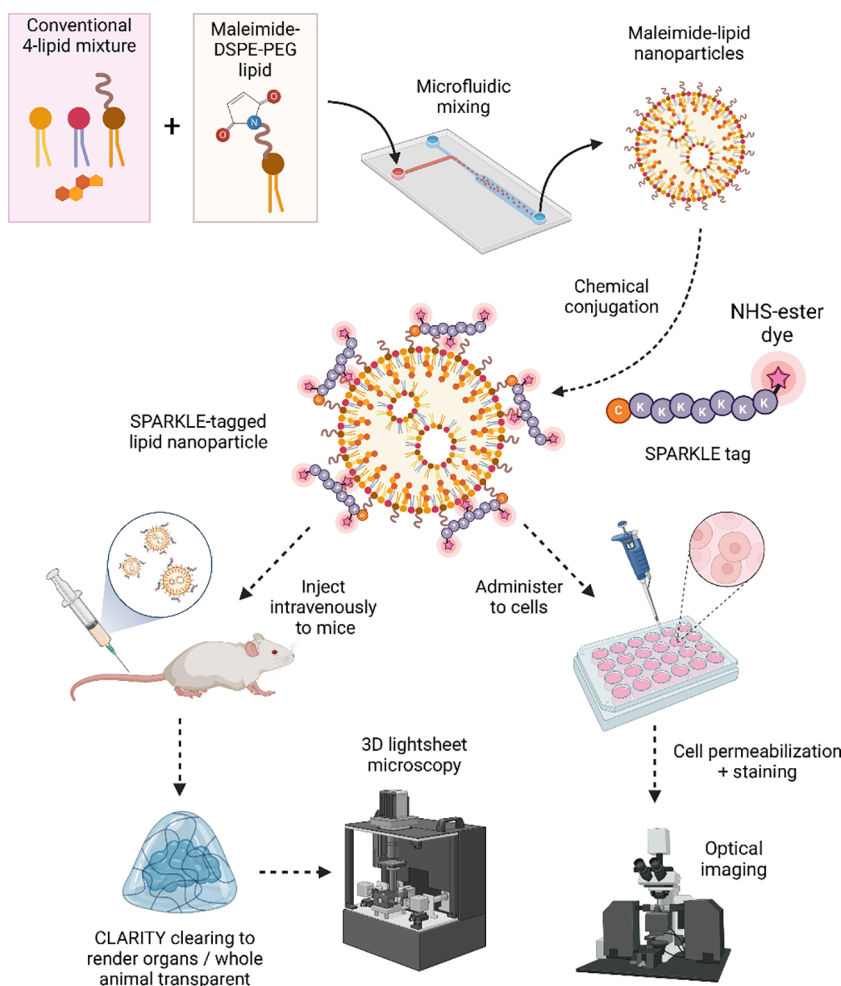 Conventional
4-lipid mixture
+
Maleimide-
DSPE-PEG
lipid
O
N
O
Microfluidic
mixing
Maleimide-lipid
nanoparticles
Chemical
conjugation
NHS-ester
dye
C K K K K K K K K
SPARKLE tag
SPARKLE-tagged
lipid nanoparticle
Inject
intravenously
to mice
Administer
to cells
3D lightsheet
microscopy
Cell permeabilization
+ staining
Optical
imaging
CLARITY clearing to
render organs / whole
animal transparent